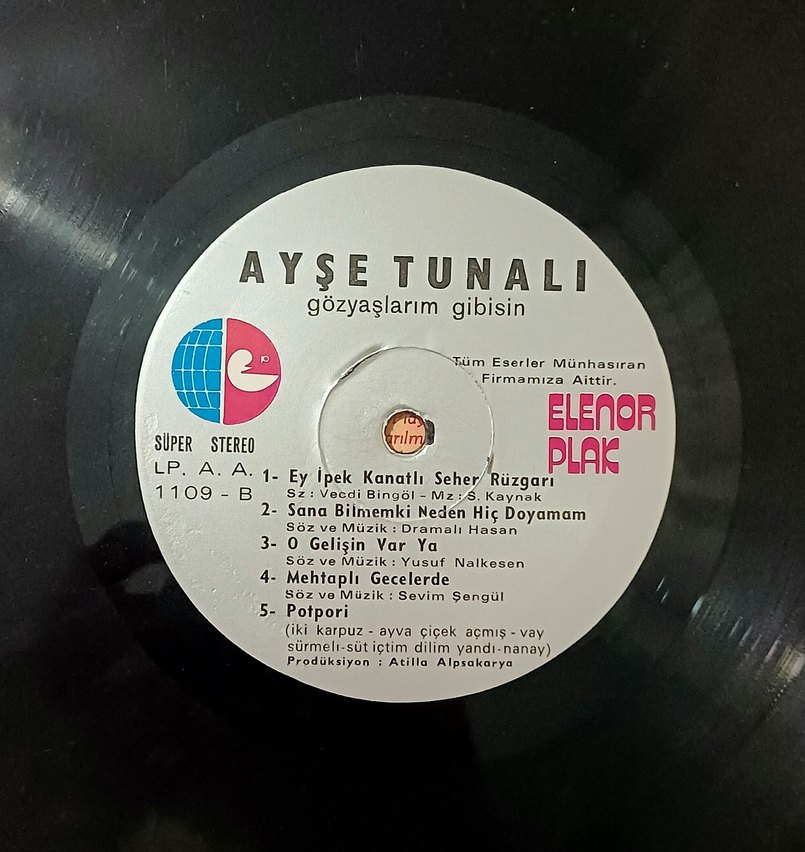 AYŞE TUNALI
gözyaşlarım gibisin
Tüm Eserler Münhasıran
Firmamıza Aittir.
ELENOR
PLAK
SÜPER STEREO
LP. A. A.
1109 - B
1- Ey İpek Kanatlı Seher Rüzgarı
Sz : Vecdi Bingöl - Mz : S. Kaynak
2- Sana Bilmemki Neden Hiç Doyamam
Söz ve Müzik : Dramalı Hasan
3- O Gelişin Var Ya
Söz ve Müzik : Yusuf Nalkesen
4- Mehtaplı Gecelerde
Söz ve Müzik : Sevim Şengül
5- Potpori
(iki karpuz - ayva çiçek açmış - vay
sürmeli-süt içtim dilim yandı-nanay)
Prodüksiyon : Atilla Alpsakarya